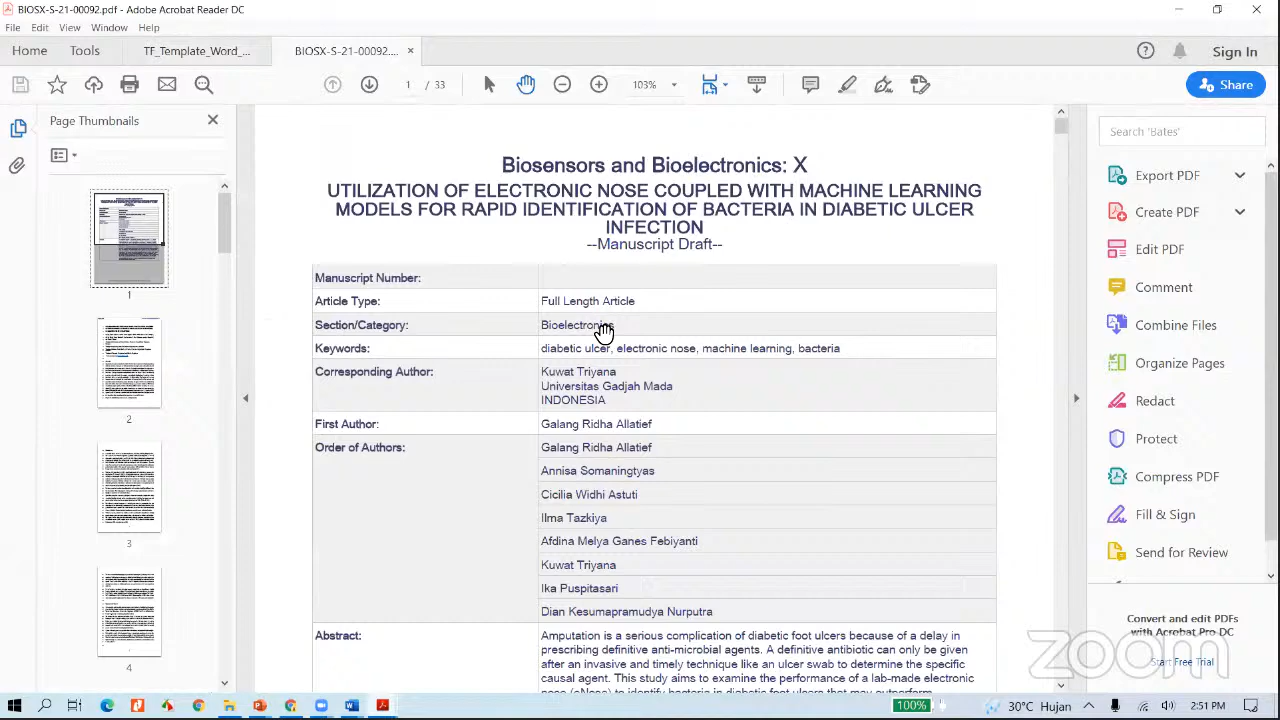 BIOSX-S-21-00092.pdf - Adobe Acrobat Reader DC
File Edit View Window Help
Home Tools TF_Template_Word_... BIOSX-S-21-00092.... × Sign In
1 / 33 103% Share
Page Thumbnails
1
2
3
4
Biosensors and Bioelectronics: X
UTILIZATION OF ELECTRONIC NOSE COUPLED WITH MACHINE LEARNING
MODELS FOR RAPID IDENTIFICATION OF BACTERIA IN DIABETIC ULCER
INFECTION
--Manuscript Draft--
Manuscript Number:
Article Type: Full Length Article
Section/Category: Bioelectronics
Keywords: diabetic ulcer, electronic nose, machine learning, bacteria
Corresponding Author: Kuwat Triyana
Universitas Gadjah Mada
INDONESIA
First Author: Galang Ridha Allatief
Order of Authors: Galang Ridha Allatief
Annisa Somaningtyas
Cicilia Widhi Astuti
Ilma Tazkiya
Afdina Melya Ganes Febiyanti
Kuwat Triyana
Ika Puspitasari
Dian Kesumapramudya Nurputra
Abstract: Amputation is a serious complication of diabetic foot ulcers because of a delay in
prescribing definitive anti-microbial agents. A definitive antibiotic can only be given
after an invasive and timely technique like an ulcer swab to determine the specific
causal agent. This study aims to examine the performance of a lab-made electronic
nose (eNose) to identify bacteria in diabetic foot ulcers that may outperform
Search 'Bates'
Export PDF
Create PDF
Edit PDF
Comment
Combine Files
Organize Pages
Redact
Protect
Compress PDF
Fill & Sign
Send for Review
Convert and edit PDFs
with Acrobat Pro DC
Start Free Trial
zoom
100% 30°C Hujan 2:51 PM